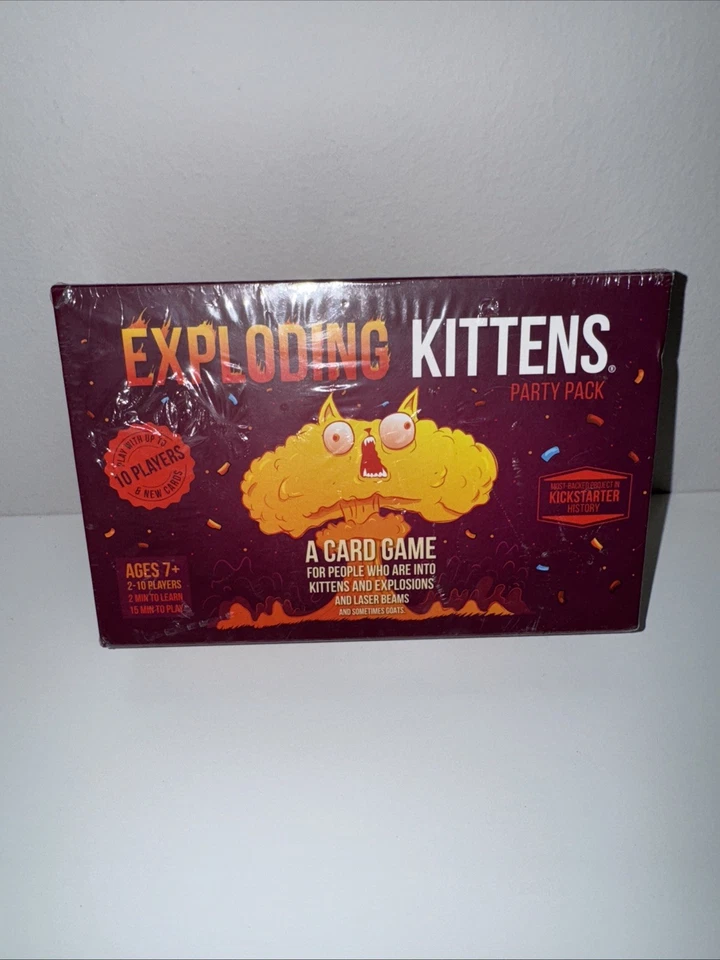 EXPLODING KITTENS®
PARTY PACK
PLAY WITH UP TO
10 PLAYERS
& NEW CARDS
MOST-BACKED PROJECT IN
KICKSTARTER
HISTORY
A CARD GAME
FOR PEOPLE WHO ARE INTO
KITTENS AND EXPLOSIONS
AND LASER BEAMS
AND SOMETIMES GOATS.
AGES 7+
2-10 PLAYERS
2 MIN TO LEARN
15 MIN TO PLAY